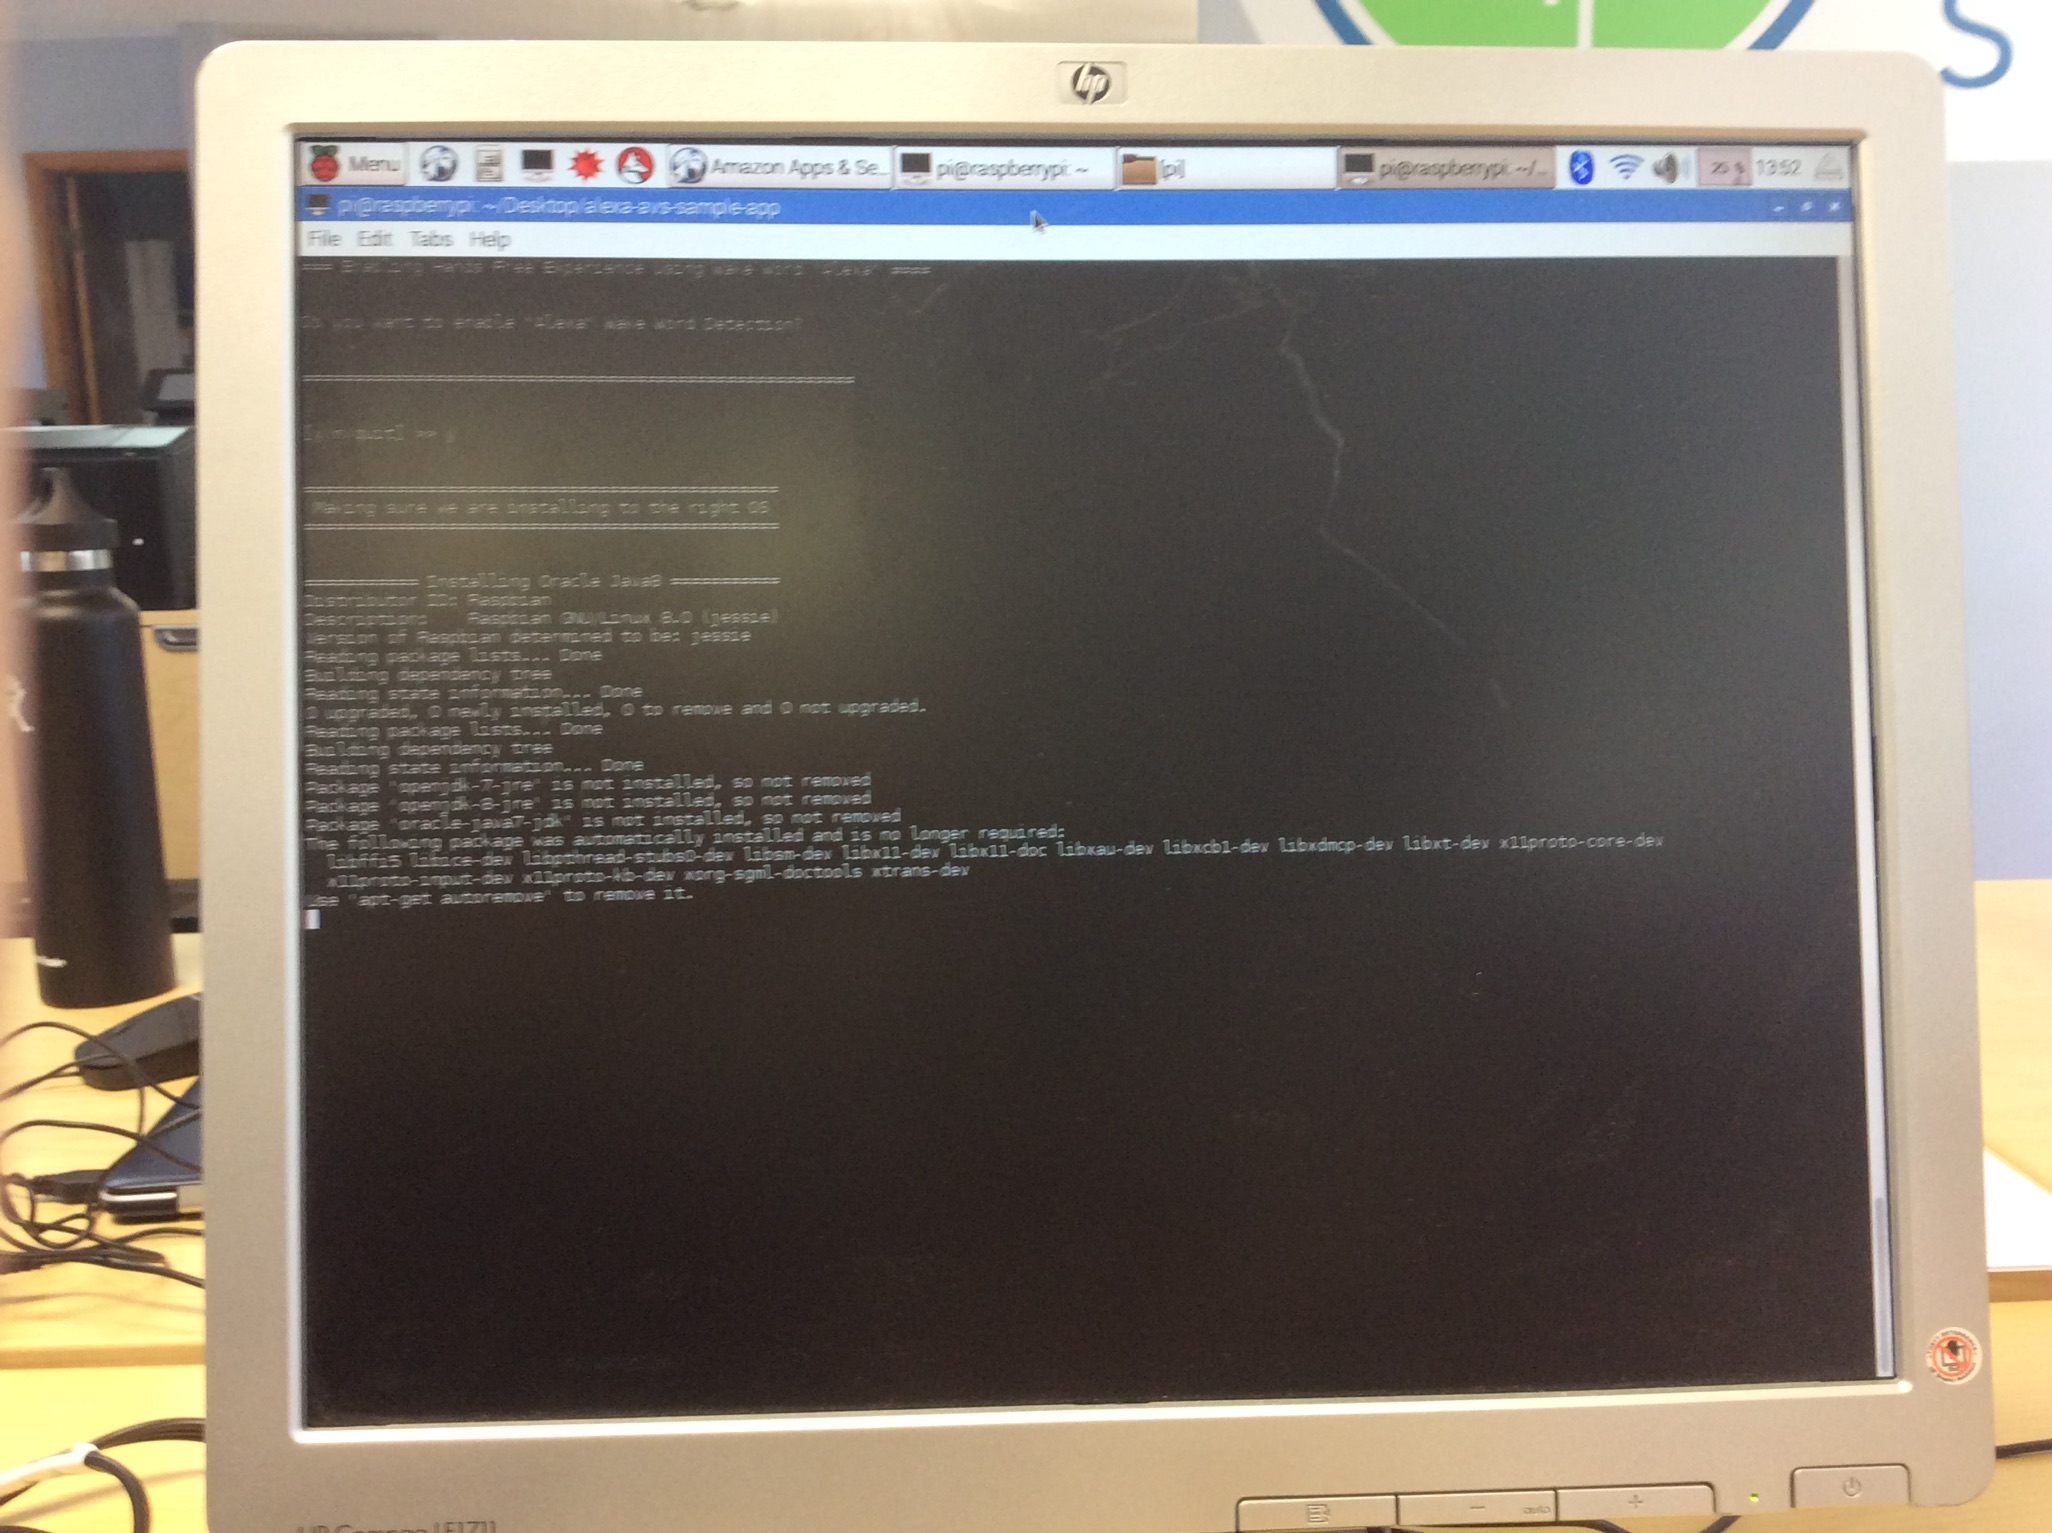 S
hp
Menu Amazon Apps & Se... pi@raspberrypi: ~ [pi] pi@raspberrypi: ~/... 25 % 13:52
pi@raspberrypi: ~/Desktop/alexa-avs-sample-app
File Edit Tabs Help
=== Enabling Hands Free Experience using Wake Word "Alexa" ====
Do you want to enable "Alexa" Wake Word Detection?
>> y
Making sure we are installing to the right OS
=========== Installing Oracle Java8 ===========
Distributor ID: Raspbian
Description: Raspbian GNU/Linux 8.0 (jessie)
Version of Raspbian determined to be: jessie
Reading package lists... Done
Building dependency tree
Reading state information... Done
0 upgraded, 0 newly installed, 0 to remove and 0 not upgraded.
Reading package lists... Done
Building dependency tree
Reading state information... Done
Package 'openjdk-7-jre' is not installed, so not removed
Package 'openjdk-8-jre' is not installed, so not removed
Package 'oracle-java7-jdk' is not installed, so not removed
The following package was automatically installed and is no longer required:
libffi5 libice-dev libpthread-stubs0-dev libsm-dev libx11-dev libx11-doc libxau-dev libxcb1-dev libxdmcp-dev libxt-dev x11proto-core-dev
x11proto-input-dev x11proto-kb-dev xorg-sgml-doctools xtrans-dev
Use 'apt-get autoremove' to remove it.
auto
HP Compaq LE1711